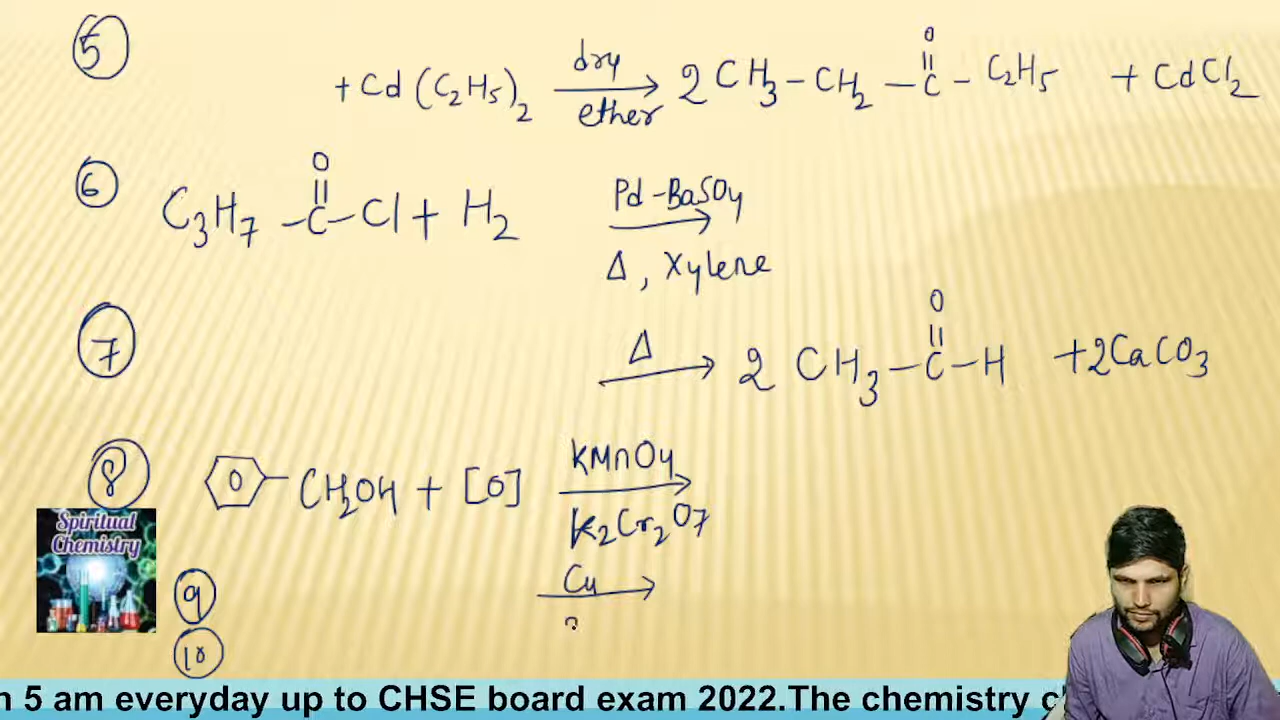 5
O
+ Cd (C2H5)2 dry ether 2 CH3 – CH2 – C – C2H5 + CdCl2
6
O
C3H7 – C – Cl + H2 Pd – BaSO4 Δ, Xylene
7
O
Δ 2 CH3 – C – H + 2CaCO3
8 O CH2OH + [O] KMnO4 K2Cr2O7
Spiritual
Chemistry
9 Cu
10
5 am everyday up to CHSE board exam 2022.The chemistry